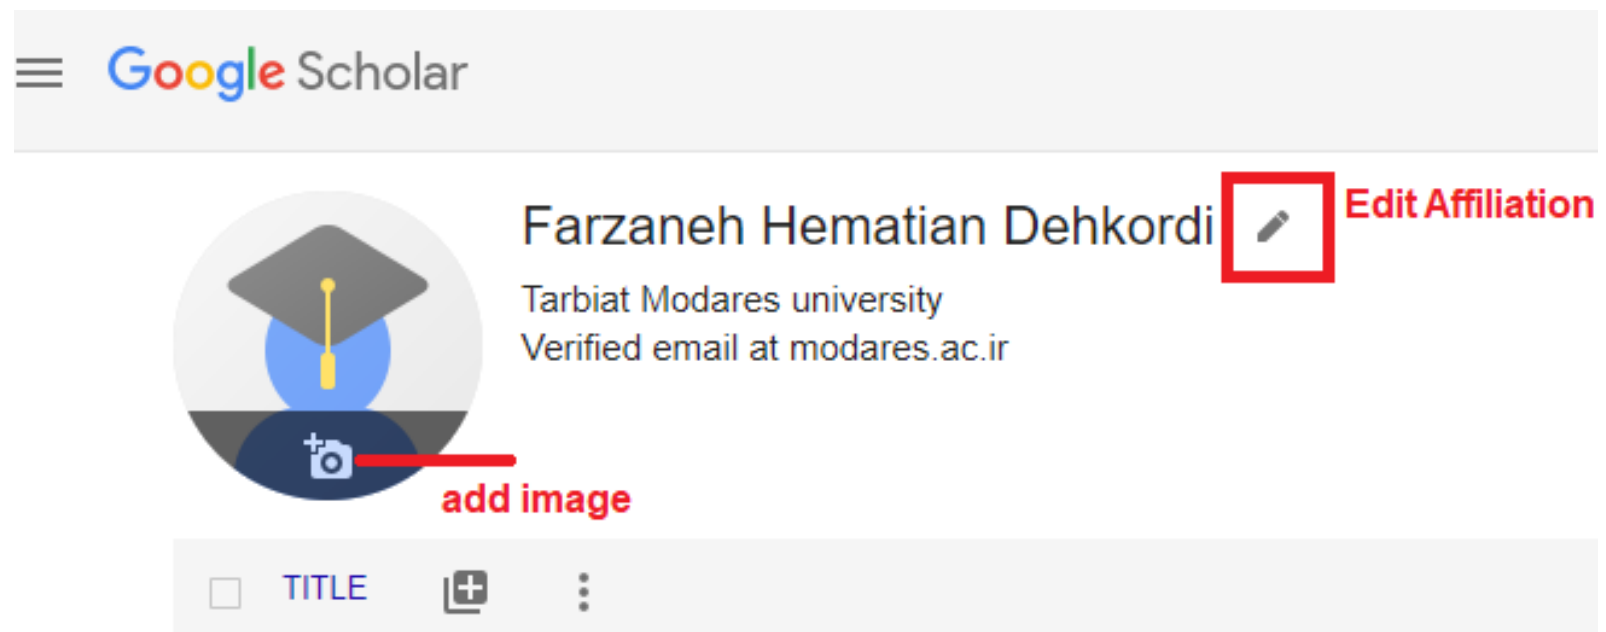 Google Scholar
Farzaneh Hematian Dehkordi
Edit Affiliation
Tarbiat Modares university
Verified email at modares.ac.ir
add image
TITLE